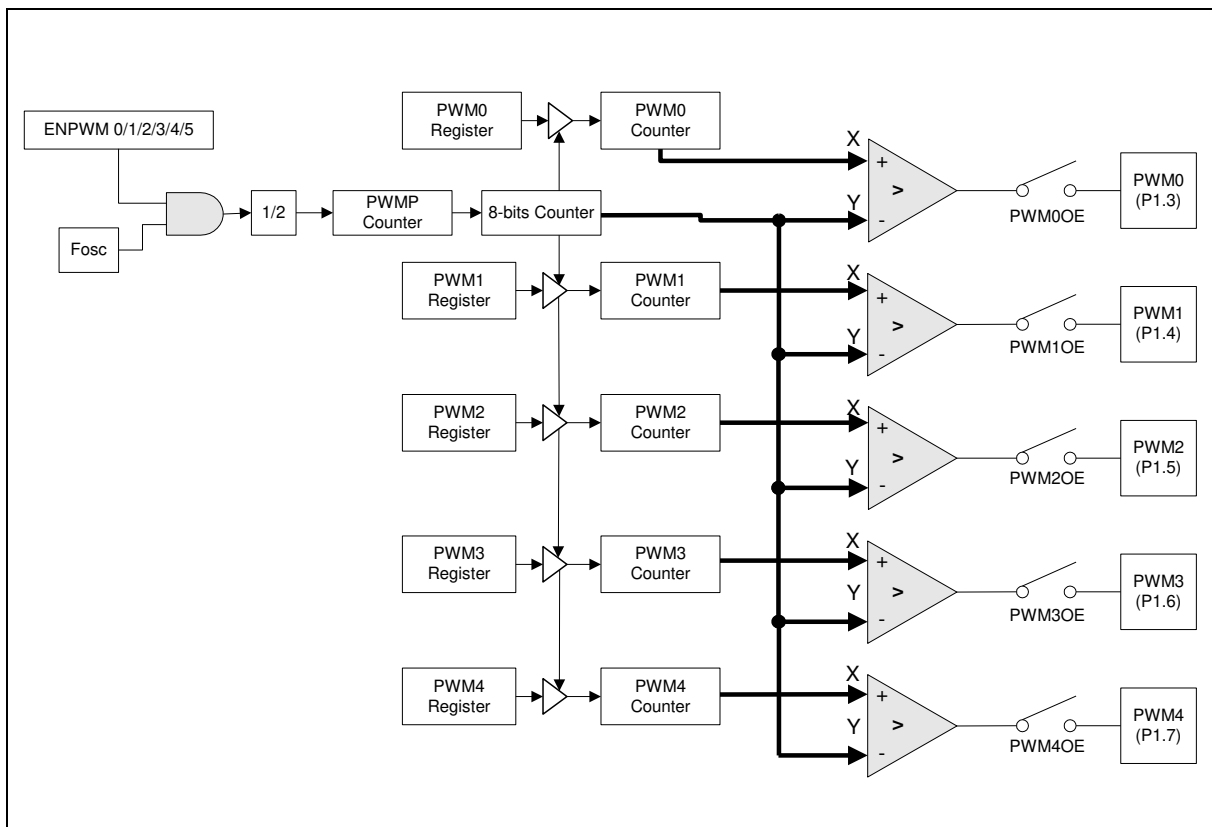 ENPWM 0/1/2/3/4/5
Fosc
1/2
PWMP
Counter
8-bits Counter
PWM0
Register
PWM0
Counter
X
+
>
Y
-
PWM0OE
PWM0
(P1.3)
PWM1
Register
PWM1
Counter
X
+
>
Y
-
PWM1OE
PWM1
(P1.4)
PWM2
Register
PWM2
Counter
X
+
>
Y
-
PWM2OE
PWM2
(P1.5)
PWM3
Register
PWM3
Counter
X
+
>
Y
-
PWM3OE
PWM3
(P1.6)
PWM4
Register
PWM4
Counter
X
+
>
Y
-
PWM4OE
PWM4
(P1.7)